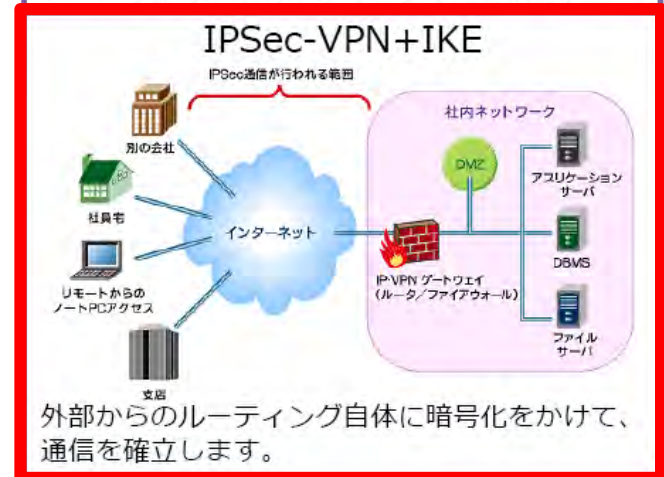 IPSec-VPN+IKE
IPSec通信が行われる範囲
社内ネットワーク
別の会社
DMZ
アプリケーション
サーバ
社員宅
インターネット
IP-VPN ゲートウェイ
(ルータ/ファイアウォール)
DBMS
リモートからの
ノートPCアクセス
ファイル
サーバ
支店
外部からのルーティング自体に暗号化をかけて、
通信を確立します。